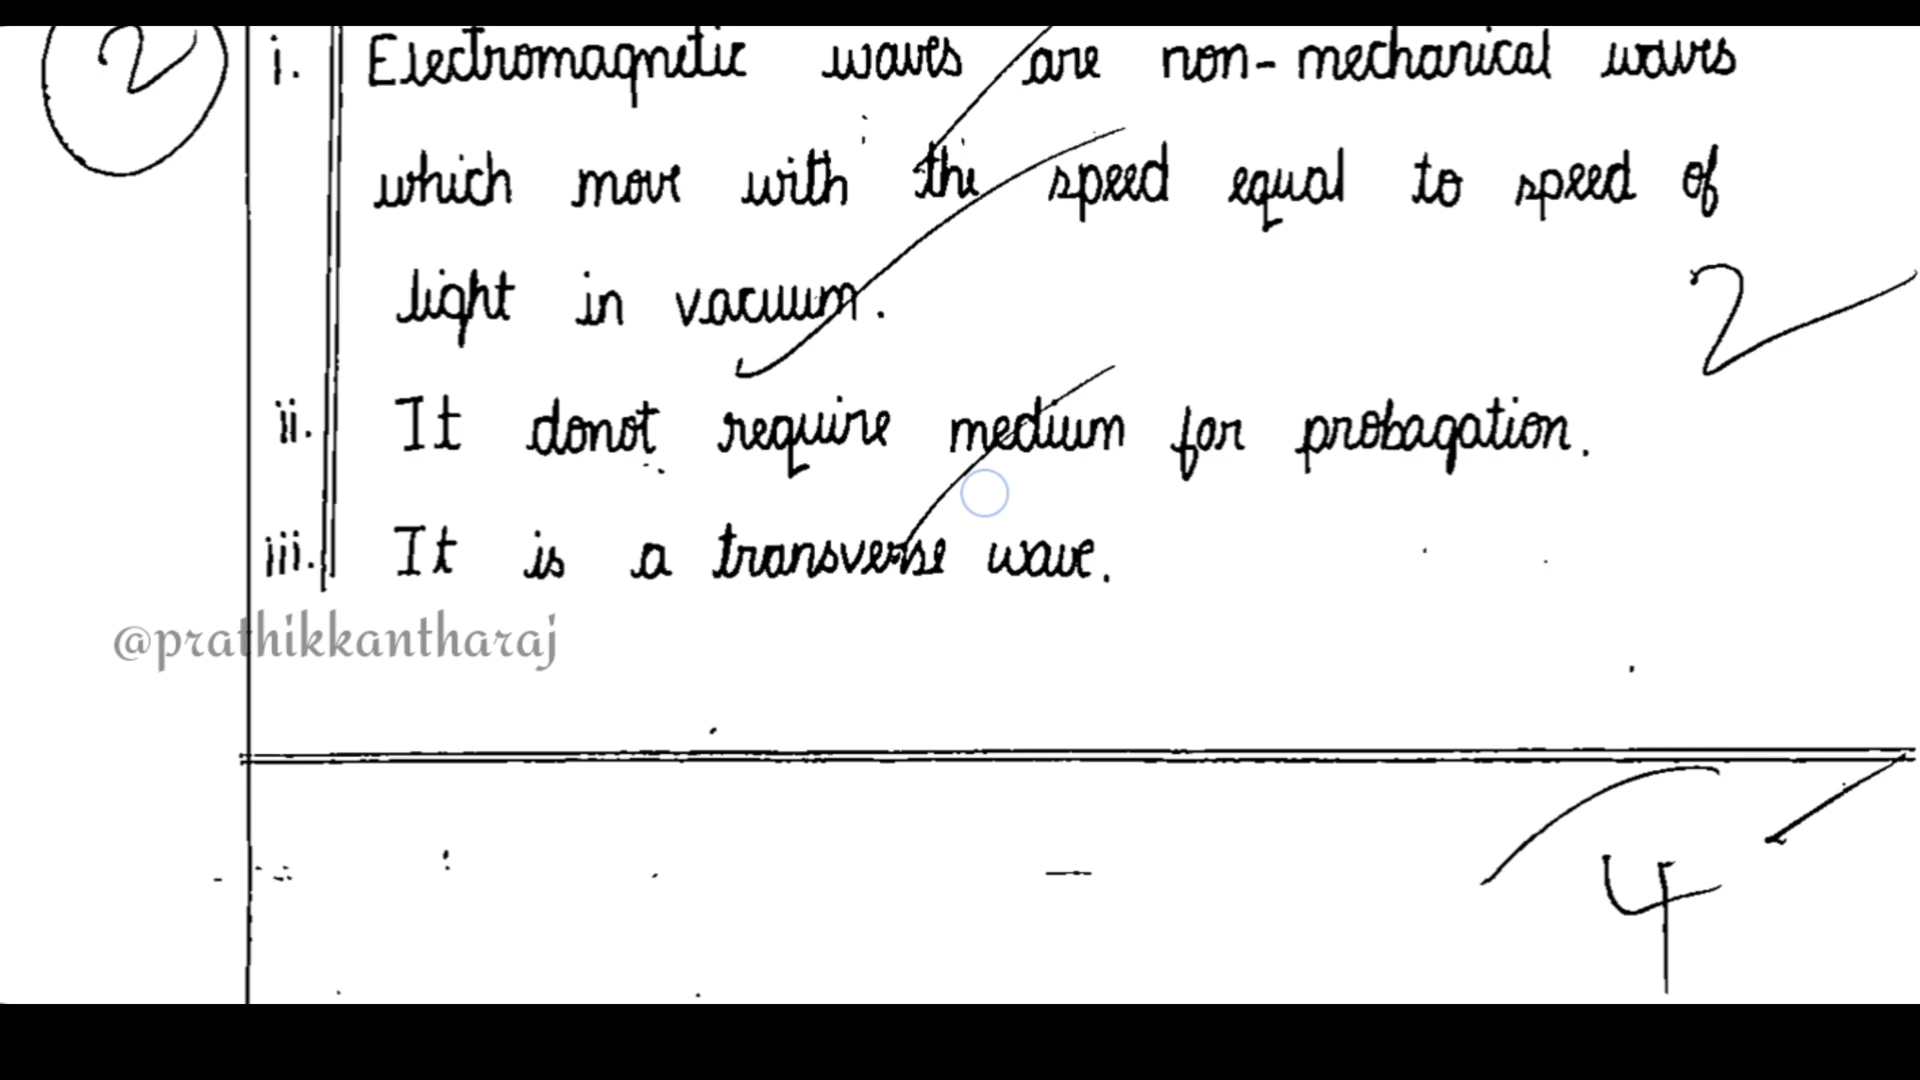 2
i. Electromagnetic waves are non-mechanical waves
which move with the speed equal to speed of
light in vacuum.
2
ii. It donot require medium for probagation.
iii. It is a transverse wave.
@prathikkantharaj
4